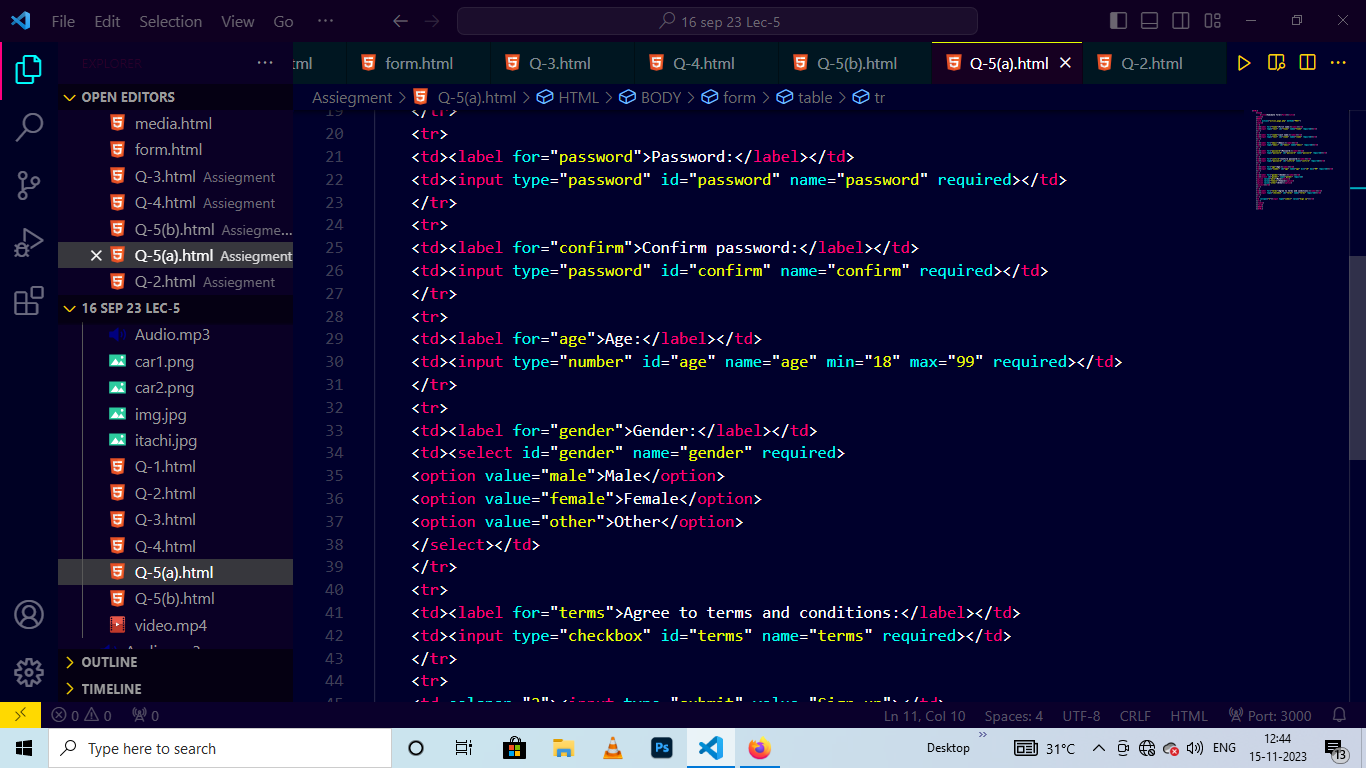 File Edit Selection View Go ··· 16 sep 23 Lec-5
EXPLORER ···
tml form.html Q-3.html Q-4.html Q-5(b).html Q-5(a).html Q-2.html ···
Assiegment > Q-5(a).html > HTML > BODY > form > table > tr
OPEN EDITORS
media.html
form.html
Q-3.html Assiegment
Q-4.html Assiegment
Q-5(b).html Assiegme...
Q-5(a).html Assiegment
Q-2.html Assiegment
16 SEP 23 LEC-5
Audio.mp3
car1.png
car2.png
img.jpg
itachi.jpg
Q-1.html
Q-2.html
Q-3.html
Q-4.html
Q-5(a).html
Q-5(b).html
video.mp4
OUTLINE
TIMELINE
19 </tr>
20 <tr>
21 <td><label for="password">Password:</label></td>
22 <td><input type="password" id="password" name="password" required></td>
23 </tr>
24 <tr>
25 <td><label for="confirm">Confirm password:</label></td>
26 <td><input type="password" id="confirm" name="confirm" required></td>
27 </tr>
28 <tr>
29 <td><label for="age">Age:</label></td>
30 <td><input type="number" id="age" name="age" min="18" max="99" required></td>
31 </tr>
32 <tr>
33 <td><label for="gender">Gender:</label></td>
34 <td><select id="gender" name="gender" required>
35 <option value="male">Male</option>
36 <option value="female">Female</option>
37 <option value="other">Other</option>
38 </select></td>
39 </tr>
40 <tr>
41 <td><label for="terms">Agree to terms and conditions:</label></td>
42 <td><input type="checkbox" id="terms" name="terms" required></td>
43 </tr>
44 <tr>
45 <td colspan="2"><input type="submit" value="Sign up"></td>
0 0 0 Ln 11, Col 10 Spaces: 4 UTF-8 CRLF HTML Port: 3000
Type here to search Ps Desktop 31°C ENG 12:44
15-11-2023 13